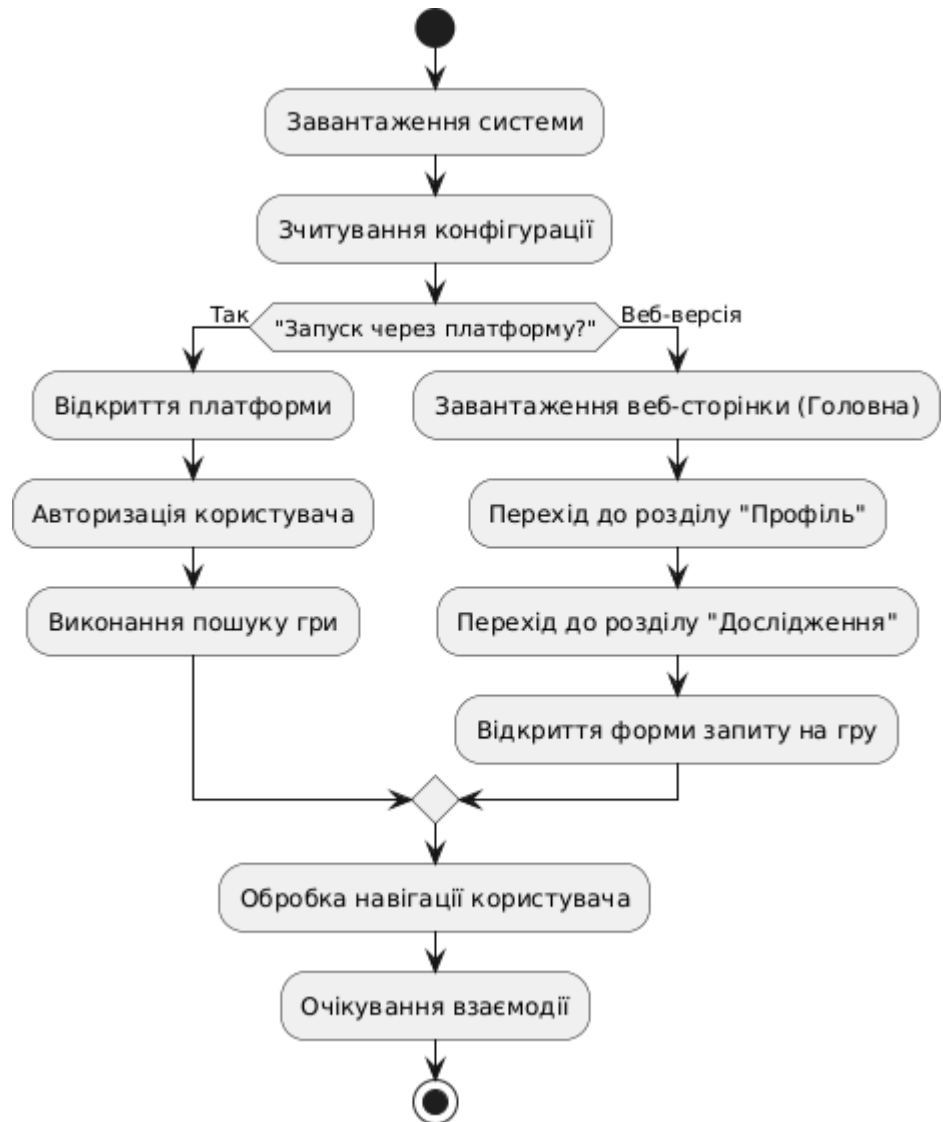 Завантаження системи
Зчитування конфігурації
Так
"Запуск через платформу?"
Веб-версія
Відкриття платформи
Завантаження веб-сторінки (Головна)
Авторизація користувача
Перехід до розділу "Профіль"
Виконання пошуку гри
Перехід до розділу "Дослідження"
Відкриття форми запиту на гру
Обробка навігації користувача
Очікування взаємодії